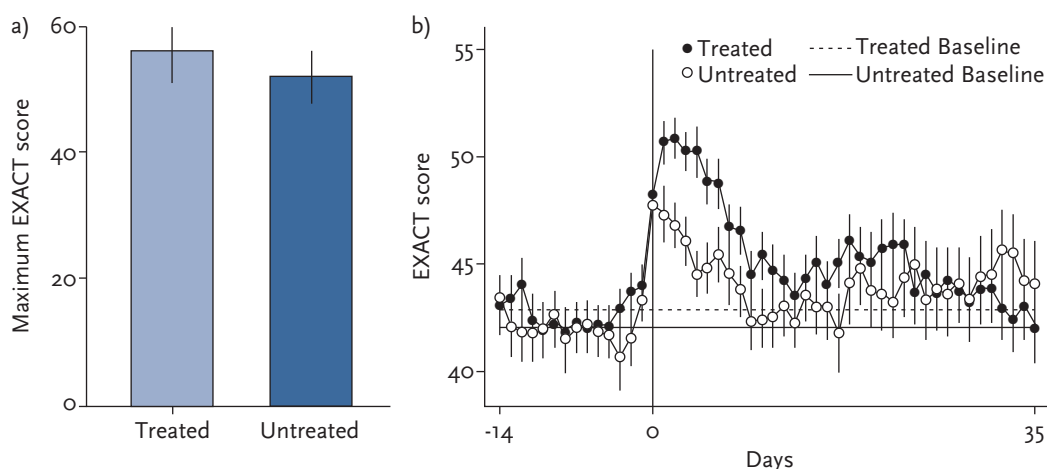 a)
Maximum EXACT score
60
40
20
0
Treated
Untreated
b)
EXACT score
55
50
45
40
Treated
Untreated
Treated Baseline
Untreated Baseline
-14
0
35
Days